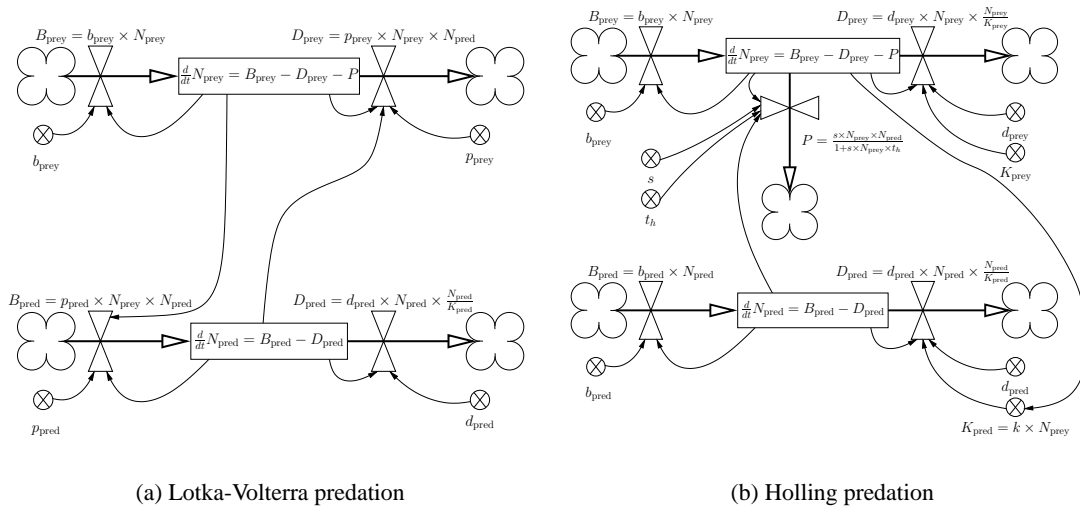 B_prey = b_prey × N_prey
D_prey = p_prey × N_prey × N_pred
d/dt N_prey = B_prey − D_prey − P
b_prey
p_prey
B_pred = p_pred × N_prey × N_pred
D_pred = d_pred × N_pred × N_pred/K_pred
d/dt N_pred = B_pred − D_pred
p_pred
d_pred
(a) Lotka-Volterra predation
B_prey = b_prey × N_prey
D_prey = d_prey × N_prey × N_prey/K_prey
d/dt N_prey = B_prey − D_prey − P
b_prey
d_prey
P = s×N_prey×N_pred/1+s×N_prey×t_h
s
K_prey
t_h
B_pred = b_pred × N_pred
D_pred = d_pred × N_pred × N_pred/K_pred
d/dt N_pred = B_pred − D_pred
b_pred
d_pred
K_pred = k × N_prey
(b) Holling predation